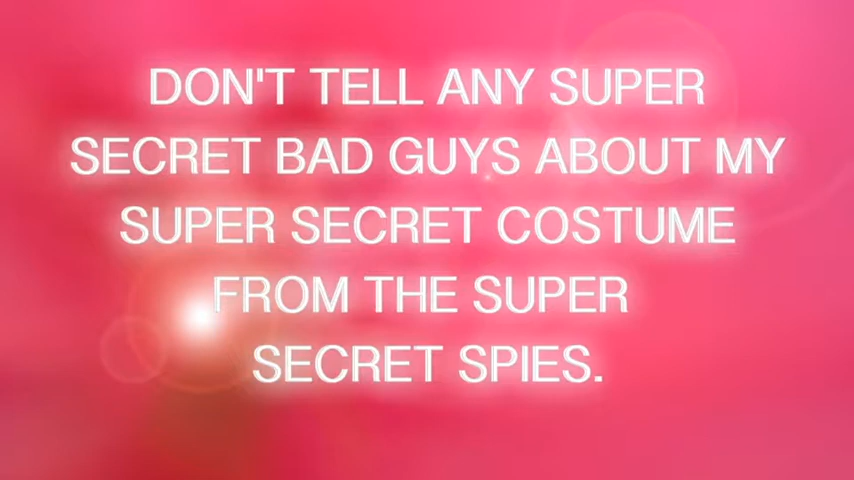 DON'T TELL ANY SUPER
SECRET BAD GUYS ABOUT MY
SUPER SECRET COSTUME
FROM THE SUPER
SECRET SPIES.